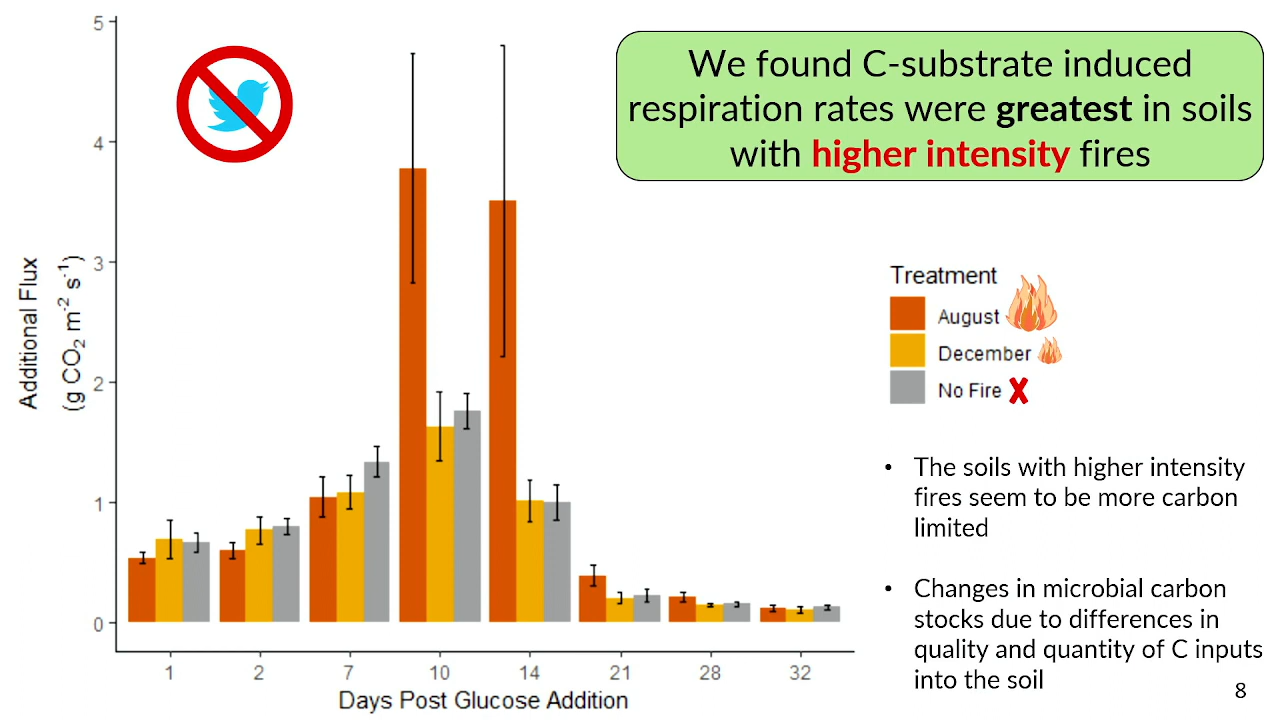 We found C-substrate induced
respiration rates were greatest in soils
with higher intensity fires
5
4
3
2
1
0
Additional Flux
(g CO₂ m⁻² s⁻¹)
1 2 7 10 14 21 28 32
Days Post Glucose Addition
Treatment
August
December
No Fire
• The soils with higher intensity
fires seem to be more carbon
limited
• Changes in microbial carbon
stocks due to differences in
quality and quantity of C inputs
into the soil
8